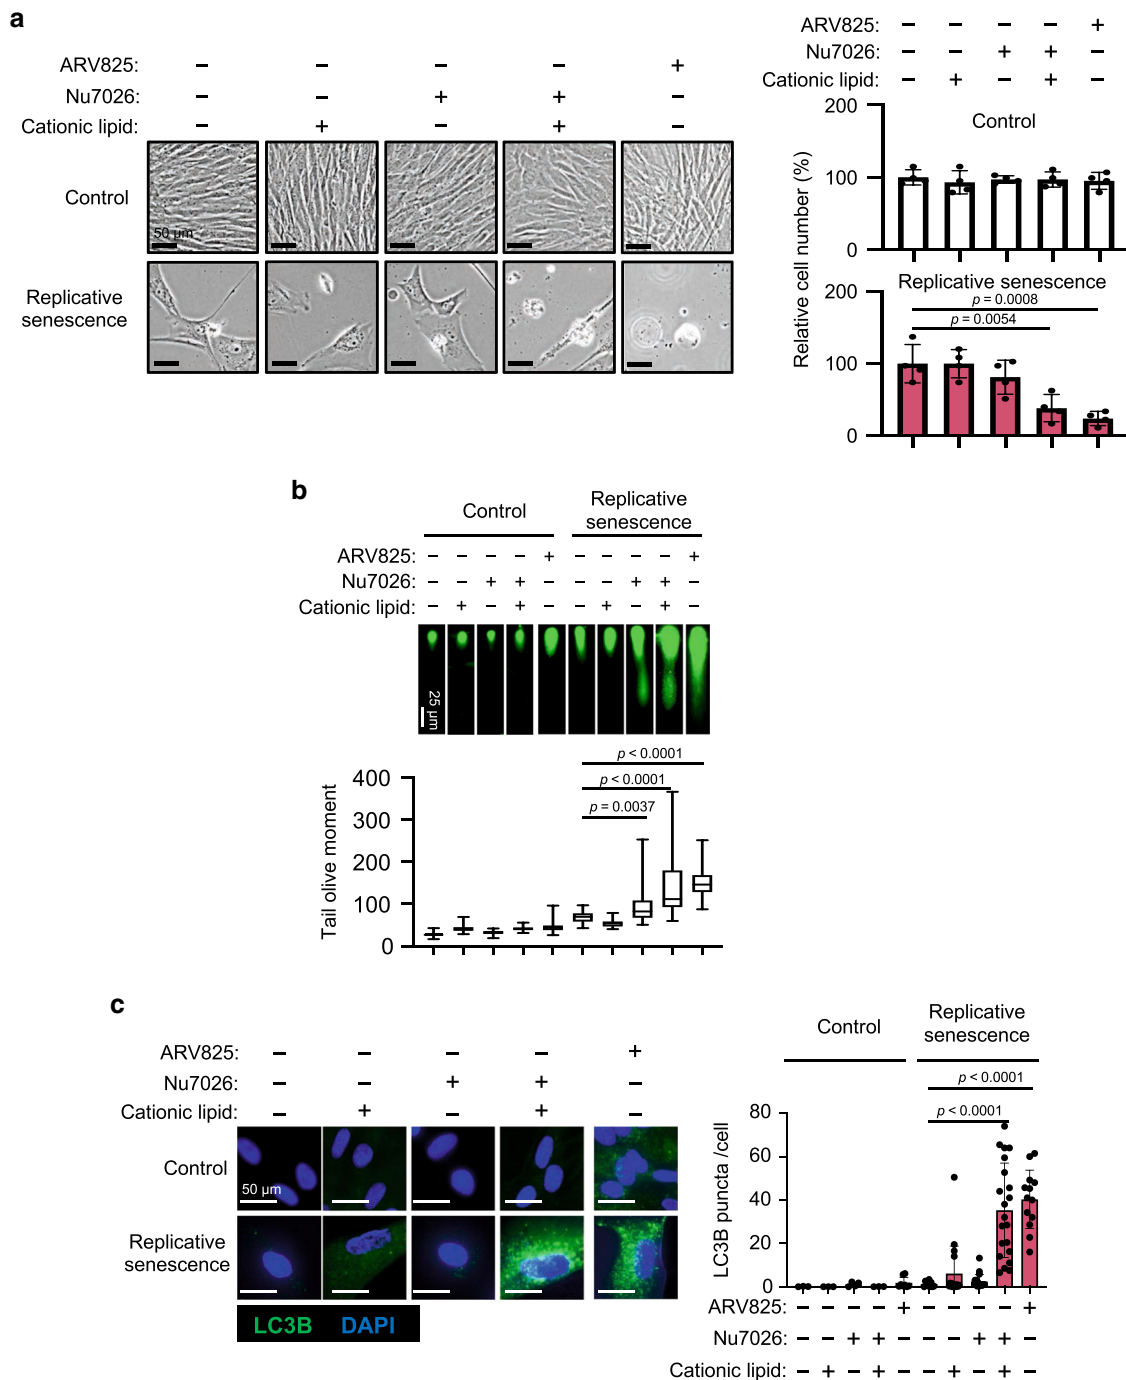 a
ARV825: – – – – +
Nu7026: – – + + –
Cationic lipid: – + – + –
Control
50 µm
Replicative
senescence
ARV825: – – – – +
Nu7026: – – + + –
Cationic lipid: – + – + –
Relative cell number (%)
200
100
0
Control
Replicative senescence
p = 0.0008
p = 0.0054
200
100
0
b
Control
Replicative
senescence
ARV825: – – – – + – – – – +
Nu7026: – – + + – – – + + –
Cationic lipid: – + – + – – + – + –
25 µm
Tail olive moment
400
300
200
100
0
p < 0.0001
p < 0.0001
p = 0.0037
c
ARV825: – – – – +
Nu7026: – – + + –
Cationic lipid: – + – + –
Control
50 µm
Replicative
senescence
LC3B DAPI
Control
Replicative
senescence
p < 0.0001
p < 0.0001
LC3B puncta /cell
80
60
40
20
0
ARV825: – – – – + – – – – +
Nu7026: – – + + – – – + + –
Cationic lipid: – + – + – – + – + –